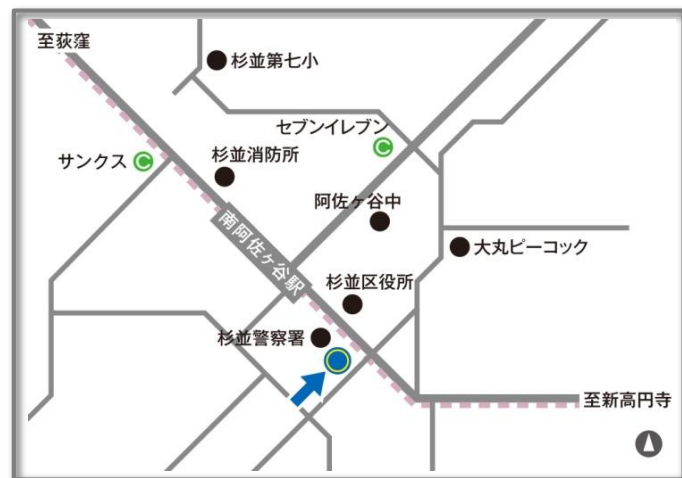 至荻窪
杉並第七小
セブンイレブン
杉並消防所
サンクス
C
C
阿佐ヶ谷中
南阿佐ヶ谷駅
大丸ピーコック
杉並区役所
杉並警察署
至新高円寺